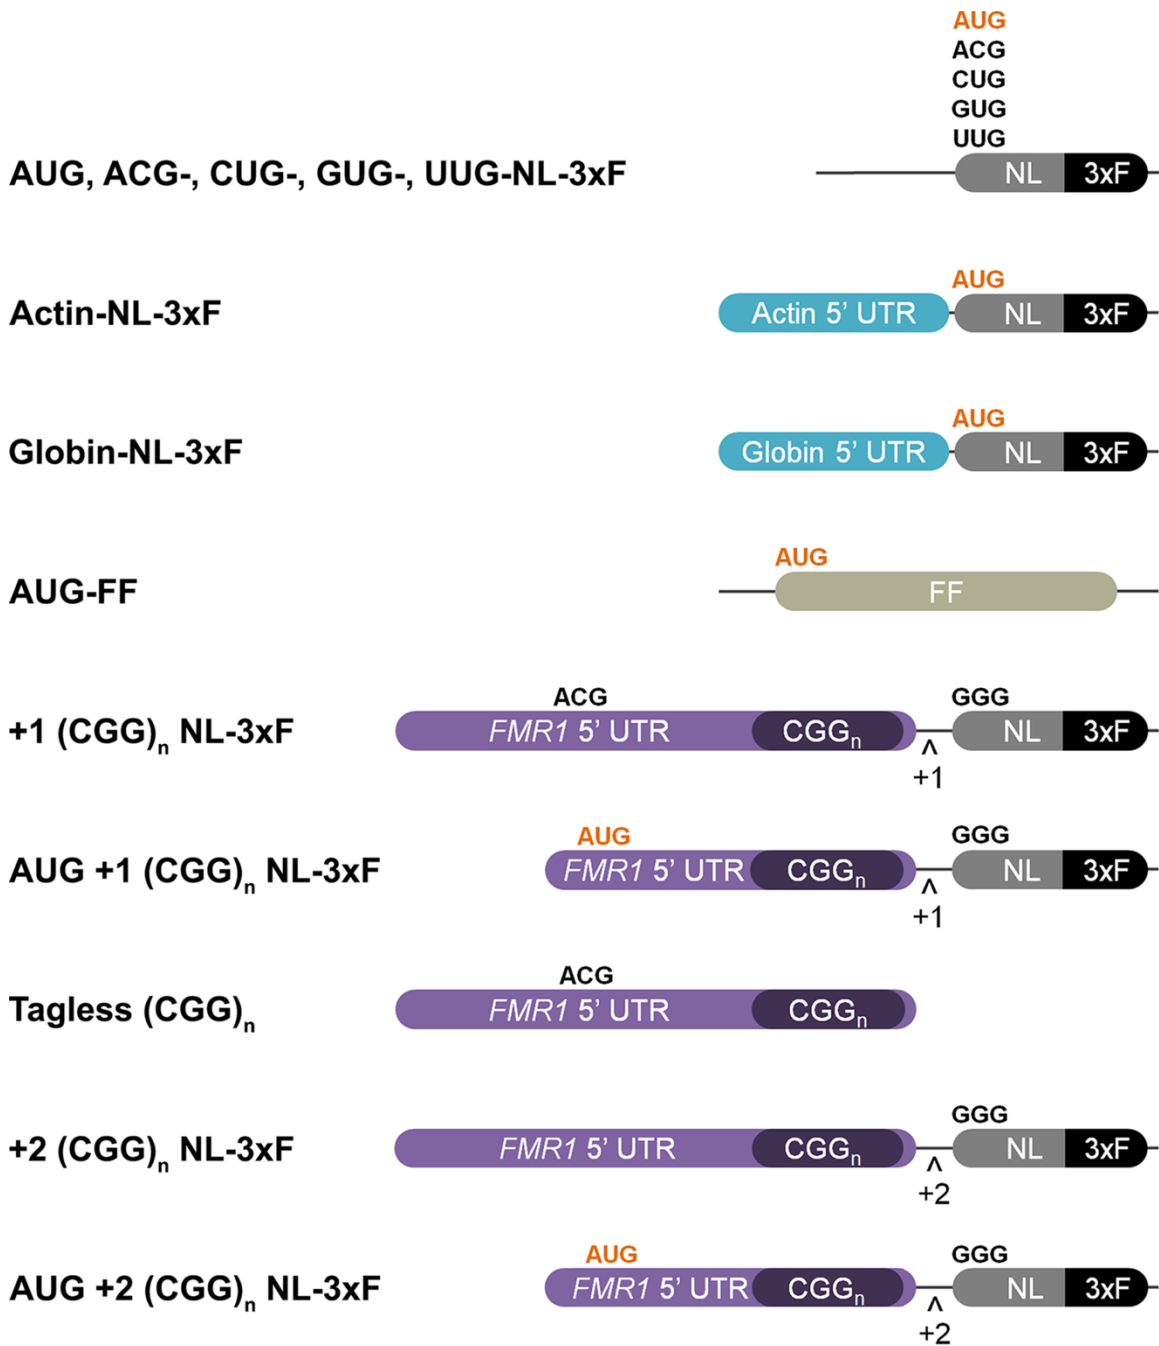 AUG
ACG
CUG
GUG
UUG
AUG, ACG-, CUG-, GUG-, UUG-NL-3xF NL 3xF
AUG
Actin-NL-3xF Actin 5' UTR NL 3xF
AUG
Globin-NL-3xF Globin 5' UTR NL 3xF
AUG
AUG-FF FF
ACG GGG
+1 (CGG)n NL-3xF FMR1 5' UTR CGGn NL 3xF
^
+1
AUG GGG
AUG +1 (CGG)n NL-3xF FMR1 5' UTR CGGn NL 3xF
^
+1
ACG
Tagless (CGG)n FMR1 5' UTR CGGn
GGG
+2 (CGG)n NL-3xF FMR1 5' UTR CGGn NL 3xF
^
+2
AUG GGG
AUG +2 (CGG)n NL-3xF FMR1 5' UTR CGGn NL 3xF
^
+2